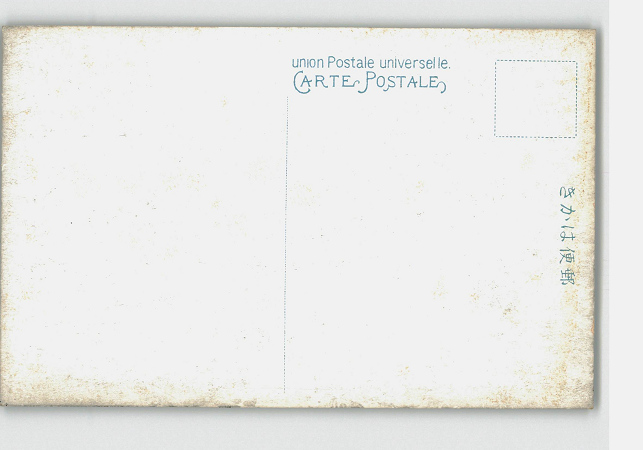 union Postale universelle.
CARTE POSTALE
きかは便郵